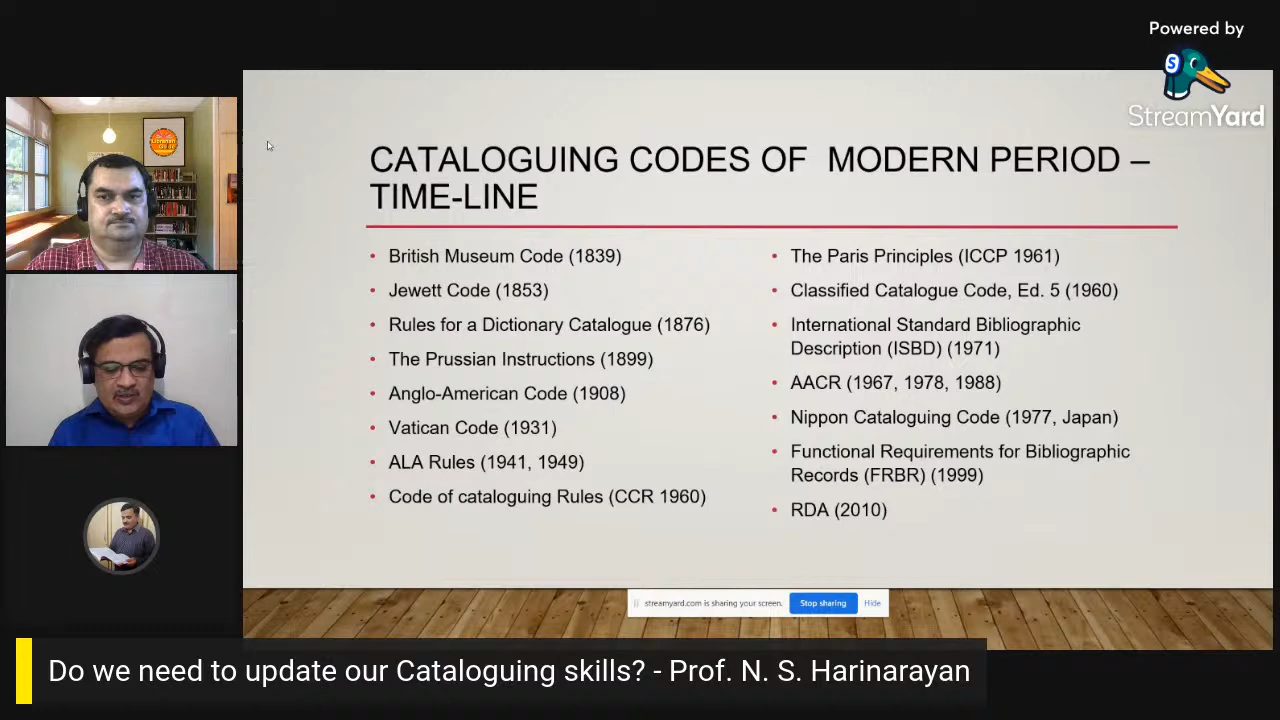 Powered by
StreamYard
CATALOGUING CODES OF MODERN PERIOD –
TIME-LINE
• British Museum Code (1839)
• Jewett Code (1853)
• Rules for a Dictionary Catalogue (1876)
• The Prussian Instructions (1899)
• Anglo-American Code (1908)
• Vatican Code (1931)
• ALA Rules (1941, 1949)
• Code of cataloguing Rules (CCR 1960)
• The Paris Principles (ICCP 1961)
• Classified Catalogue Code, Ed. 5 (1960)
• International Standard Bibliographic
Description (ISBD) (1971)
• AACR (1967, 1978, 1988)
• Nippon Cataloguing Code (1977, Japan)
• Functional Requirements for Bibliographic
Records (FRBR) (1999)
• RDA (2010)
streamyard.com is sharing your screen.
Stop sharing
Hide
Do we need to update our Cataloguing skills? - Prof. N. S. Harinarayan